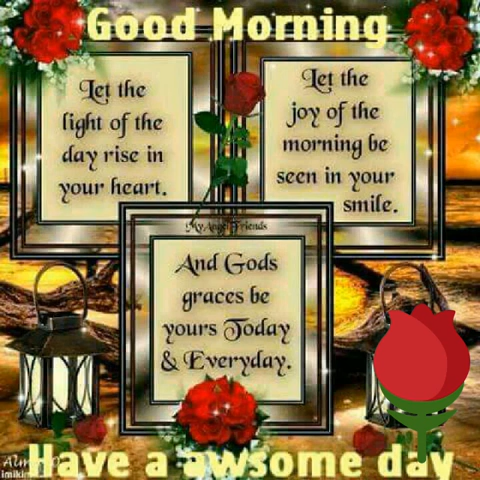 Good Morning
Let the
light of the
day rise in
your heart.
Let the
joy of the
morning be
seen in your
smile.
MyAngelFriends
And Gods
graces be
yours Today
& Everyday.
Have a awsome day